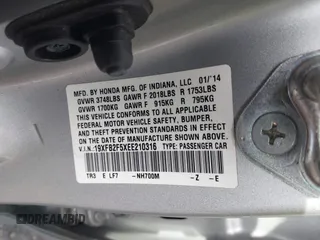 MFD. BY HONDA MFG. OF INDIANA, LLC 01/14
GVWR 3748LBS GAWR F 2018LBS R 1753LBS
GVWR 1700KG GAWR F 915KG R 795KG
THIS VEHICLE CONFORMS TO ALL APPLICABLE
FEDERAL MOTOR VEHICLE SAFETY, BUMPER,
AND THEFT PREVENTION STANDARDS IN EFFECT
ON THE DATE OF MANUFACTURE SHOWN ABOVE.
V.I.N.: 19XFB2F5XEE210316 TYPE: PASSENGER CAR
TR3 E LF7 -NH700M -Z -E
© DREAMBID